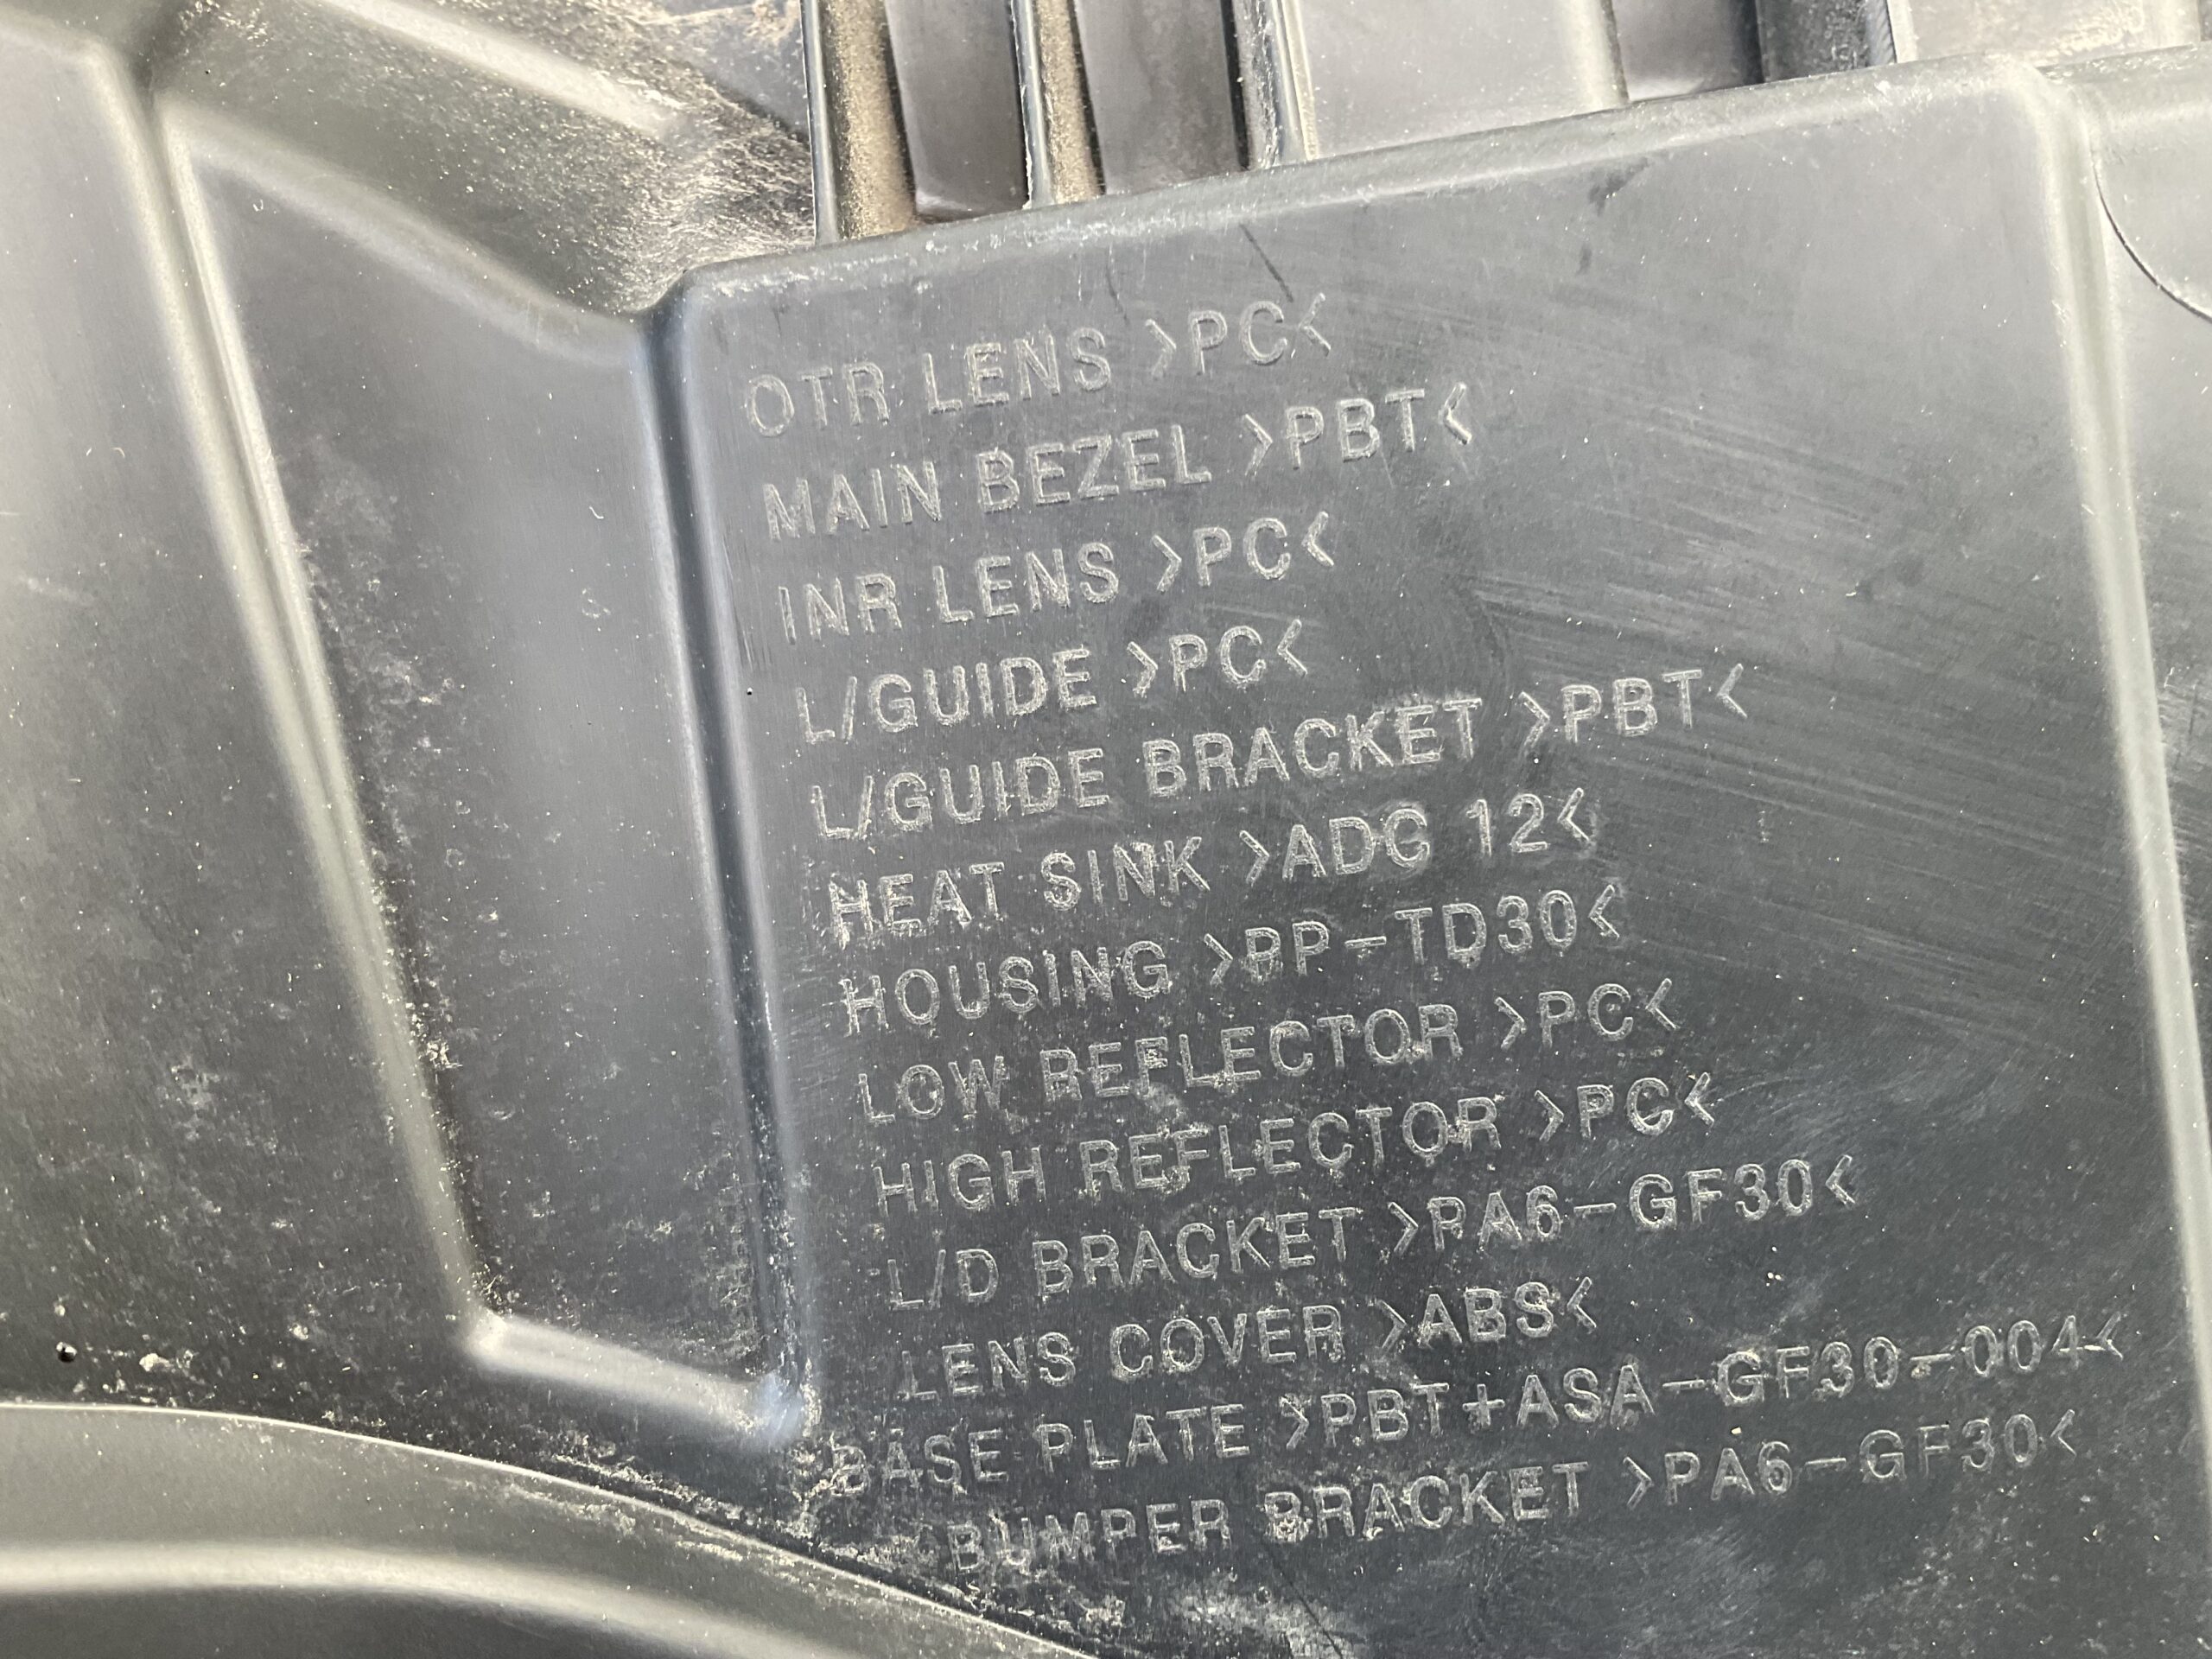 OTR LENS >PC<
MAIN BEZEL >PBT<
INR LENS >PC<
L/GUIDE >PC<
L/GUIDE BRACKET >PBT<
HEAT SINK >ADC 12<
HOUSING >PP-TD30<
LOW REFLECTOR >PC<
HIGH REFLECTOR >PC<
L/D BRACKET >PA6-GF30<
LENS COVER >ABS<
BASE PLATE >PBT+ASA-GF30-004<
BUMPER BRACKET >PA6-GF30<